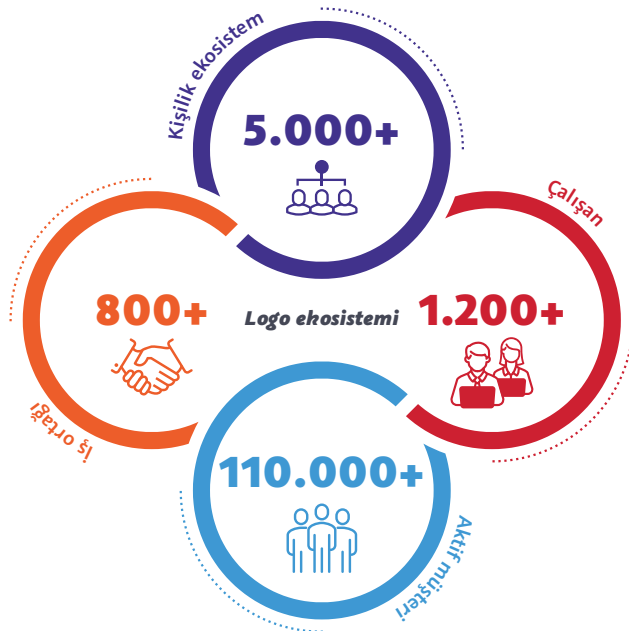 Kişilik ekosistem
5.000+
Çalışan
800+
Logo ekosistemi
1.200+
İş ortağı
110.000+
Aktif müşteri